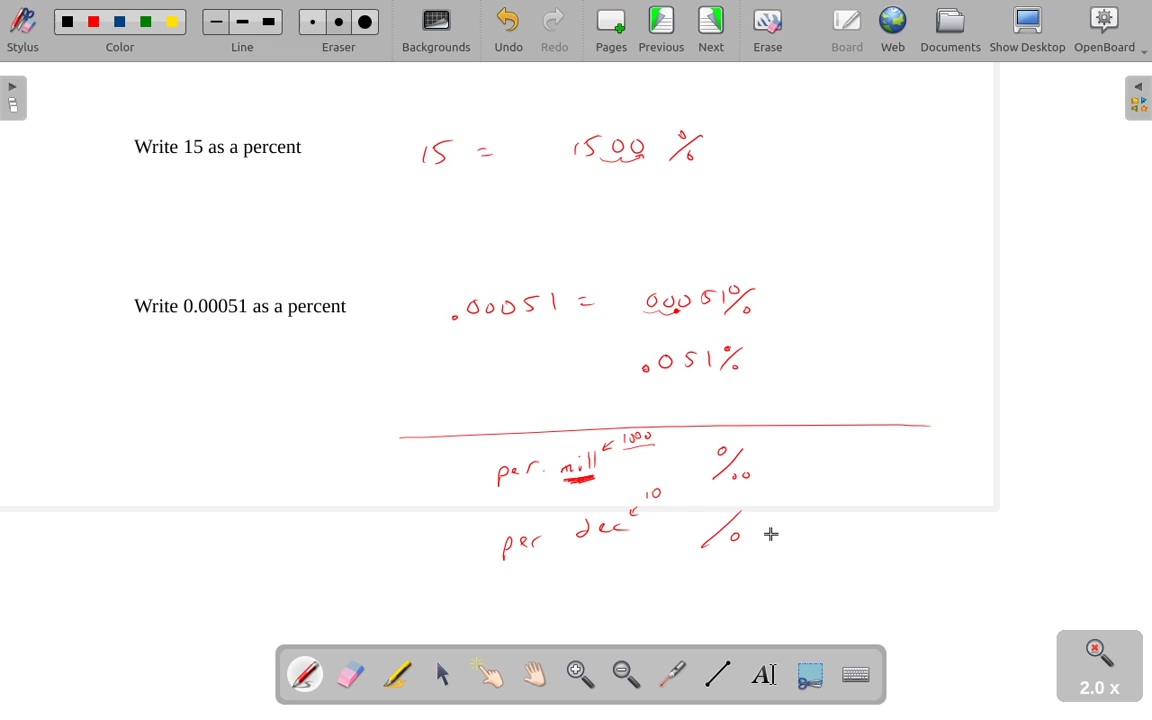 Stylus Color Line Eraser Backgrounds Undo Redo Pages Previous Next Erase Board Web Documents Show Desktop OpenBoard
Write 15 as a percent 15 = 1500 %
Write 0.00051 as a percent .00051 = 00051%
.051%
per. mill 1000 ‰
per dec 10 /o
2.0 x